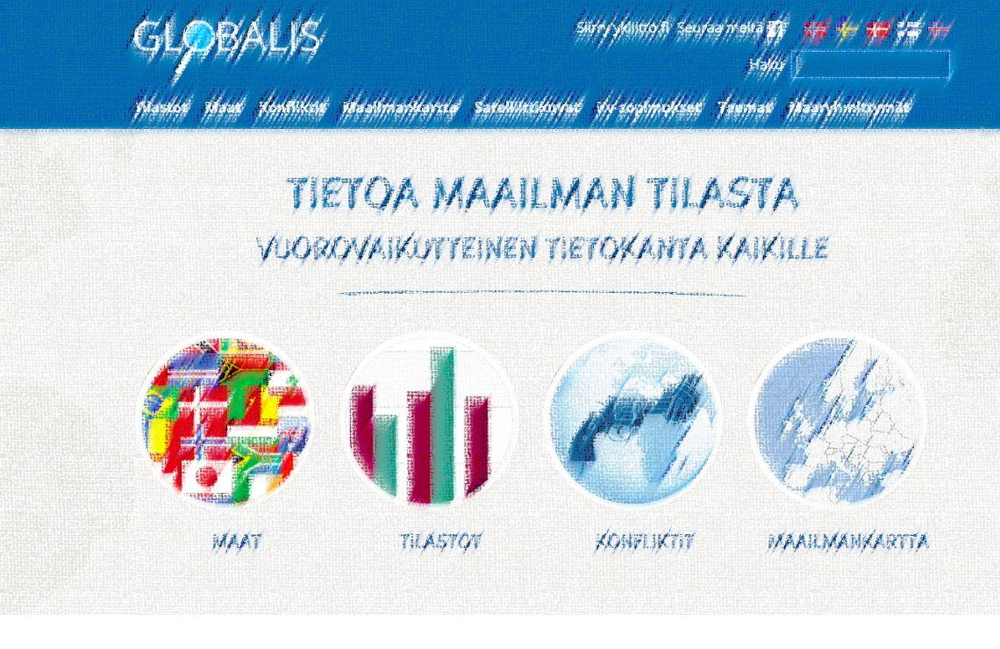 GLOBALIS
Siirry ykliitto.fi Seuraa meitä
Haku
Tilastot Maat Konfliktit Maailmankartta Satelliittikuvat Kv-sopimukset Teemat Maaryhmittymät
TIETOA MAAILMAN TILASTA
VUOROVAIKUTTEINEN TIETOKANTA KAIKILLE
MAAT TILASTOT KONFLIKTIT MAAILMANKARTTA